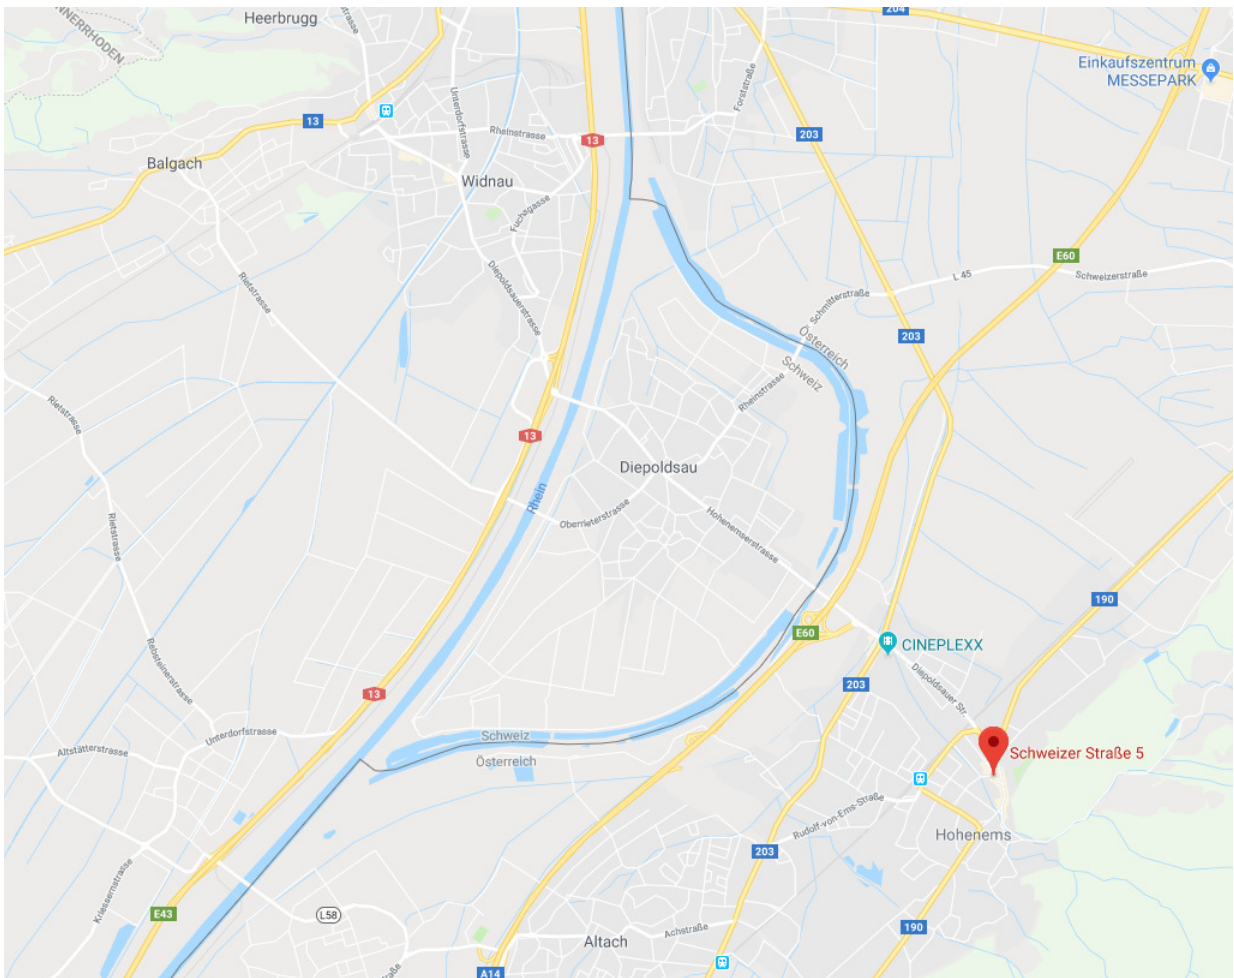 NNERRHODEN
Heerbrugg
204
Einkaufszentrum
MESSEPARK
13
Unterdorfstrasse
Rheinstrasse
13
Forststraße
203
Balgach
Widnau
Fuchsgasse
Diepoldsauerstrasse
Rietstrasse
E60
L 45
Schweizerstraße
Schmitterstraße
203
Österreich
Schweiz
Rheinstrasse
Rietstrasse
13
Diepoldsau
Rhein
Oberrieterstrasse
Hohenemserstrasse
Rietstrasse
190
E60
CINEPLEXX
Rebsteinerstrasse
13
203
Diepoldsauer Str.
Unterdorfstrasse
Schweiz
Österreich
Altstätterstrasse
Schweizer Straße 5
Rudolf-von-Ems-Straße
Hohenems
203
Kriessernstrasse
E43
L58
Altach
Achstraße
190
A14